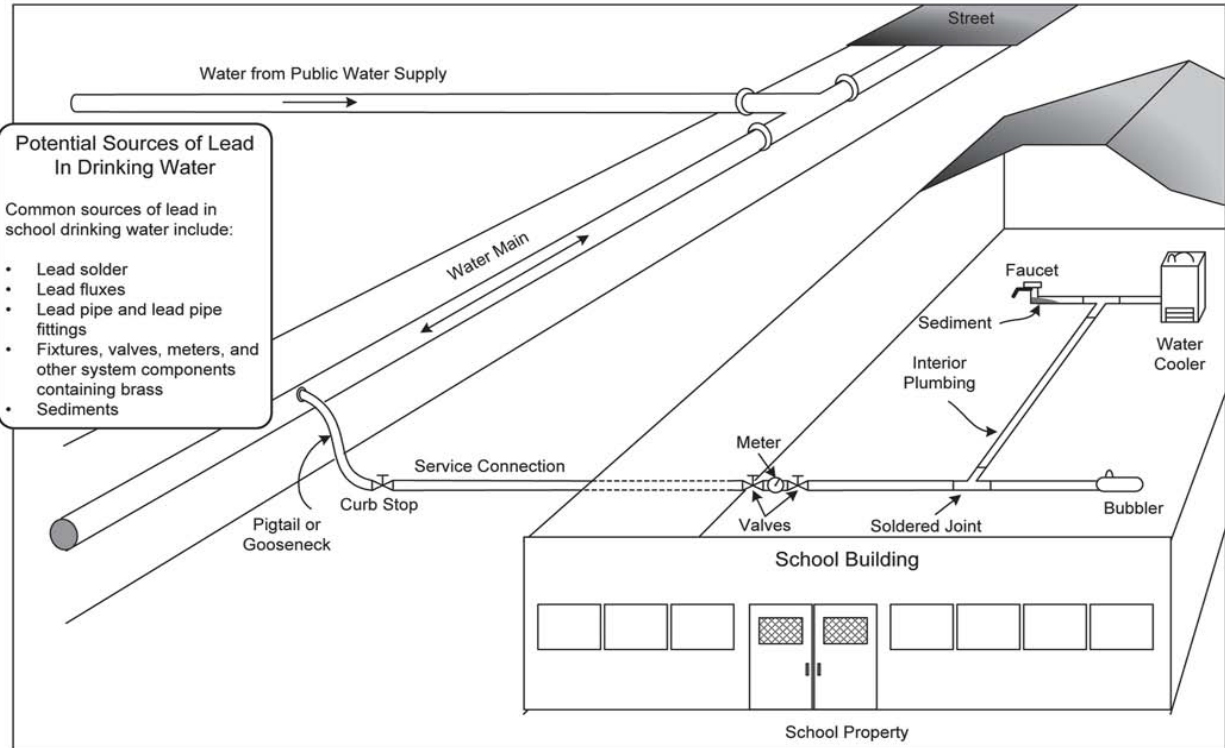 Street
Water from Public Water Supply
Potential Sources of Lead
In Drinking Water
Common sources of lead in
school drinking water include:
• Lead solder
• Lead fluxes
• Lead pipe and lead pipe
fittings
• Fixtures, valves, meters, and
other system components
containing brass
• Sediments
Water Main
Faucet
Sediment
Water
Cooler
Interior
Plumbing
Meter
Service Connection
Curb Stop
Pigtail or
Gooseneck
Valves
Soldered Joint
Bubbler
School Building
School Property